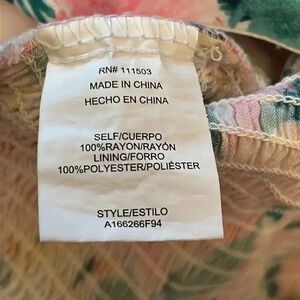 RN# 111503
MADE IN CHINA
HECHO EN CHINA
SELF/CUERPO
100%RAYON/RAYÓN
LINING/FORRO
100%POLYESTER/POLIÉSTER
STYLE/ESTILO
A166266F94